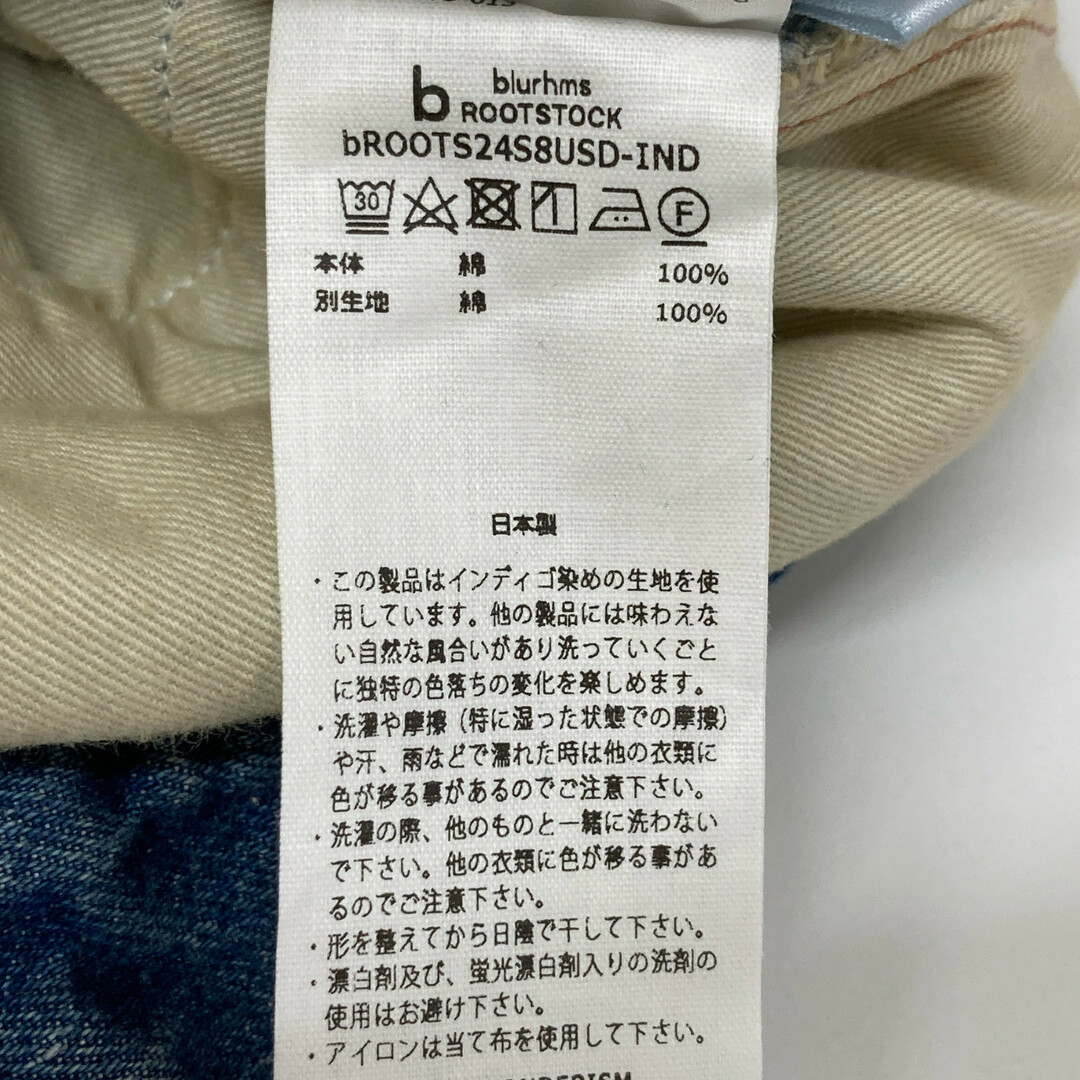 blurhms
b ROOTSTOCK
bROOTS24S8USD-IND
30 F
本体 綿 100%
別生地 綿 100%
日本製
・この製品はインディゴ染めの生地を使
用しています。他の製品には味わえな
い自然な風合いがあり洗っていくごと
に独特の色落ちの変化を楽しめます。
・洗濯や摩擦(特に湿った状態での摩擦)
や汗、雨などで濡れた時は他の衣類に
色が移る事があるのでご注意下さい。
・洗濯の際、他のものと一緒に洗わない
で下さい。他の衣類に色が移る事があ
るのでご注意下さい。
・形を整えてから日陰で干して下さい。
・漂白剤及び、蛍光漂白剤入りの洗剤の
使用はお避け下さい。
・アイロンは当て布を使用して下さい。